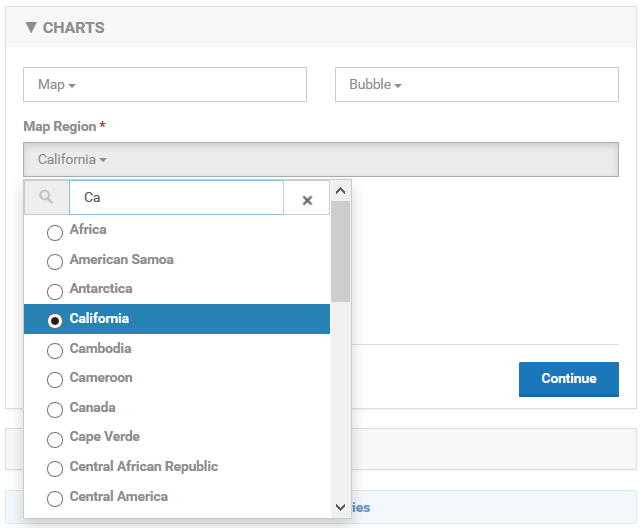 ▼ CHARTS
Map
Bubble
Map Region *
California
Ca
Africa
American Samoa
Antarctica
California
Cambodia
Cameroon
Canada
Cape Verde
Central African Republic
Central America
Continue